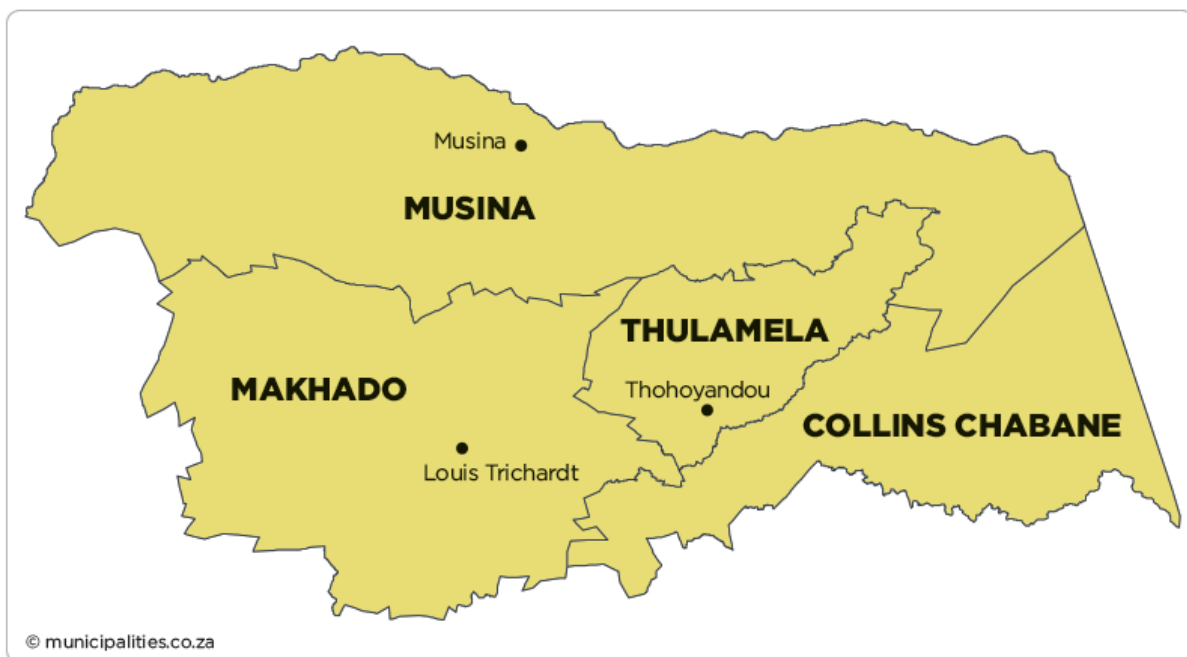 Musina
MUSINA
THULAMELA
MAKHADO
Thohoyandou
COLLINS CHABANE
Louis Trichardt
© municipalities.co.za